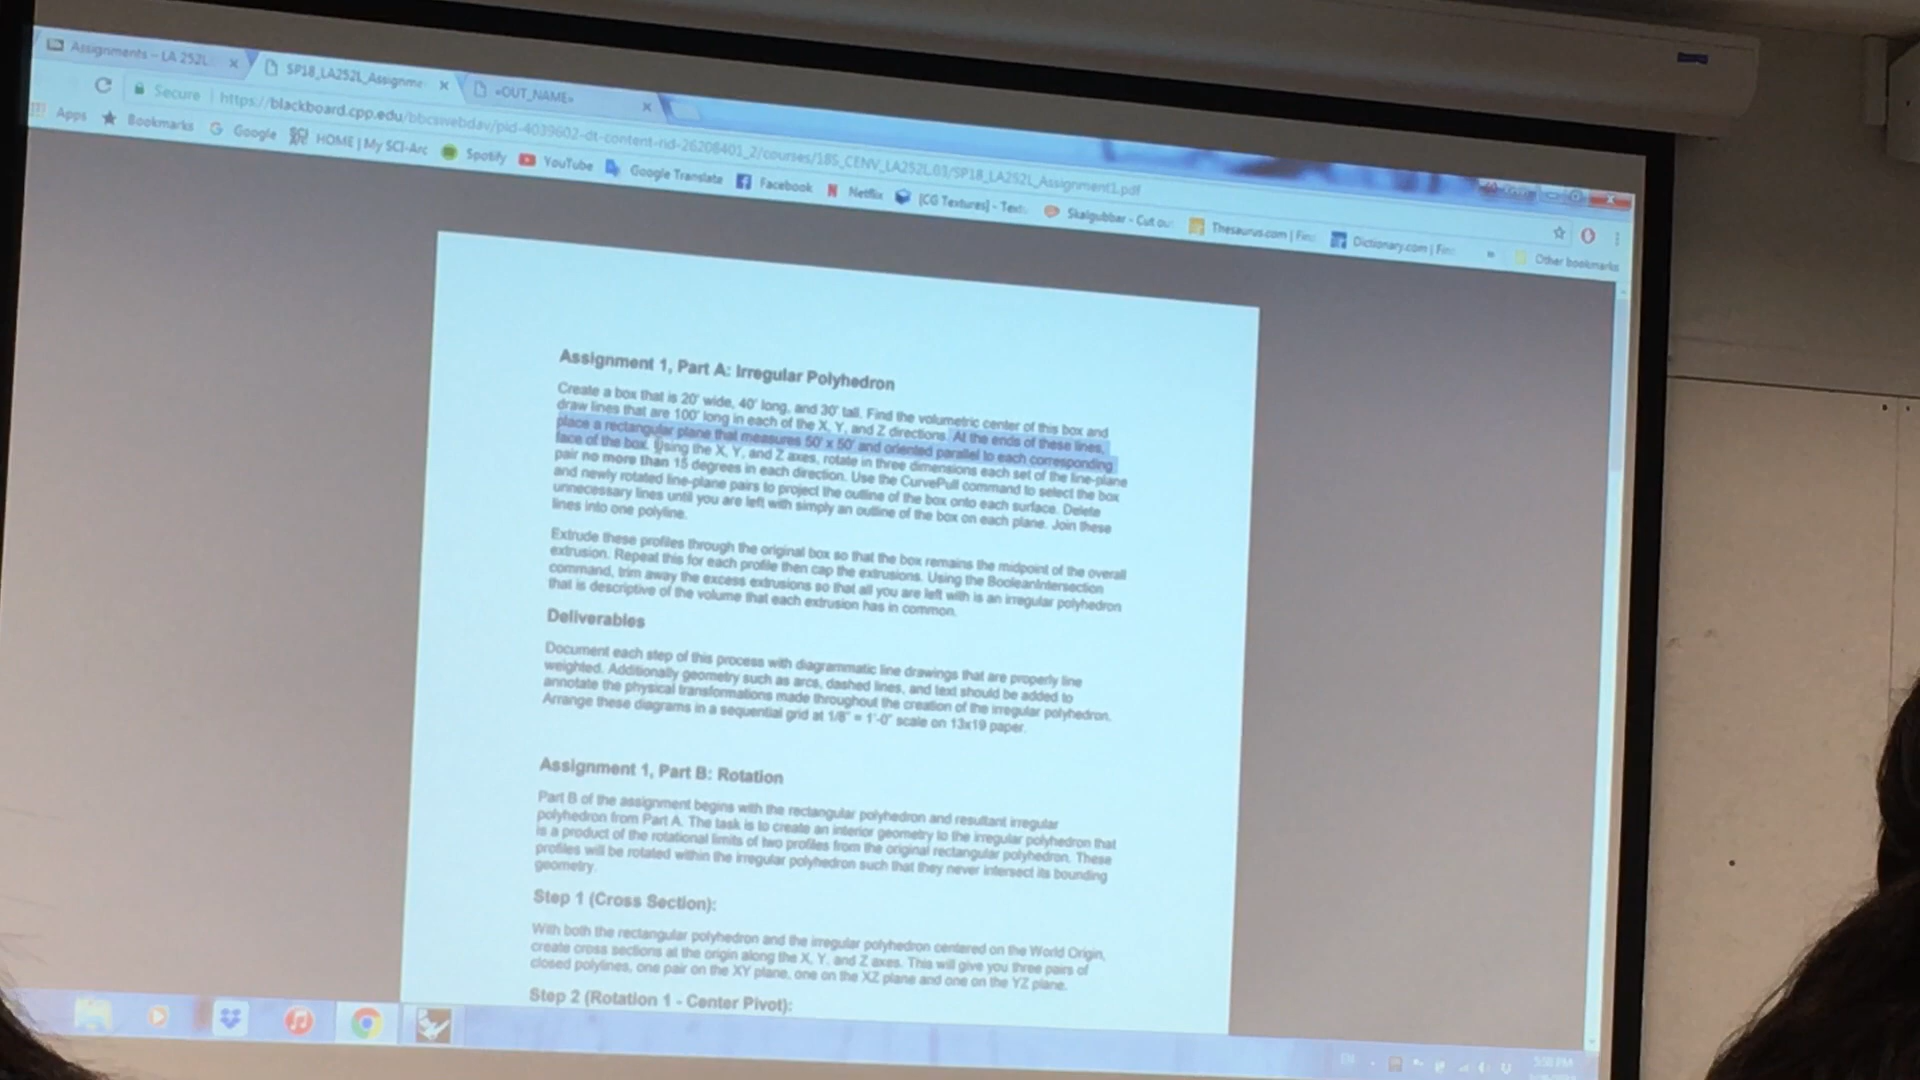 Assignments – LA 252L
SP18_LA252L_Assignme
«OUT_NAME»
Secure | https://blackboard.cpp.edu/bbcswebdav/pid-4039602-dt-content-rid-26208401_2/courses/185_CENV_LA252L.03/SP18_LA252L_Assignment1.pdf
Apps Bookmarks Google HOME | My SCI-Arc Spotify YouTube Google Translate Facebook Netflix [CG Textures] - Text Skalgubbar - Cut ou Thesaurus.com | Fin Dictionary.com | Fin » Other bookmarks
Assignment 1, Part A: Irregular Polyhedron
Create a box that is 20' wide, 40' long, and 30' tall. Find the volumetric center of this box and
draw lines that are 100' long in each of the X, Y, and Z directions. At the ends of these lines,
place a rectangular plane that measures 50' x 50' and oriented parallel to each corresponding
face of the box. Using the X, Y, and Z axes, rotate in three dimensions each set of the line-plane
pair no more than 15 degrees in each direction. Use the CurvePull command to select the box
and newly rotated line-plane pairs to project the outline of the box onto each surface. Delete
unnecessary lines until you are left with simply an outline of the box on each plane. Join these
lines into one polyline.
Extrude these profiles through the original box so that the box remains the midpoint of the overall
extrusion. Repeat this for each profile then cap the extrusions. Using the BooleanIntersection
command, trim away the excess extrusions so that all you are left with is an irregular polyhedron
that is descriptive of the volume that each extrusion has in common.
Deliverables
Document each step of this process with diagrammatic line drawings that are properly line
weighted. Additionally geometry such as arcs, dashed lines, and text should be added to
annotate the physical transformations made throughout the creation of the irregular polyhedron.
Arrange these diagrams in a sequential grid at 1/8" = 1'-0" scale on 13x19 paper.
Assignment 1, Part B: Rotation
Part B of the assignment begins with the rectangular polyhedron and resultant irregular
polyhedron from Part A. The task is to create an interior geometry to the irregular polyhedron that
is a product of the rotational limits of two profiles from the original rectangular polyhedron. These
profiles will be rotated within the irregular polyhedron such that they never intersect its bounding
geometry.
Step 1 (Cross Section):
With both the rectangular polyhedron and the irregular polyhedron centered on the World Origin,
create cross sections at the origin along the X, Y, and Z axes. This will give you three pairs of
closed polylines, one pair on the XY plane, one on the XZ plane and one on the YZ plane.
Step 2 (Rotation 1 - Center Pivot):
EN
5:08 PM